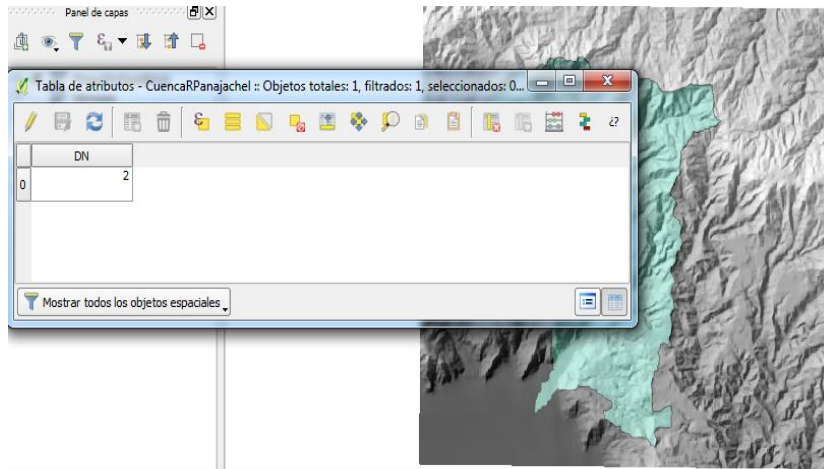 Panel de capas
Tabla de atributos - CuencaRPanajachel :: Objetos totales: 1, filtrados: 1, seleccionados: 0...
DN
0 2
Mostrar todos los objetos espaciales